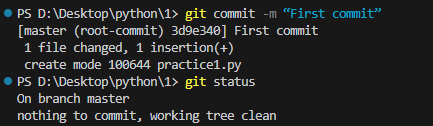 PS D:\Desktop\python\1> git commit -m “First commit”
[master (root-commit) 3d9e340] First commit
 1 file changed, 1 insertion(+)
 create mode 100644 practice1.py
PS D:\Desktop\python\1> git status
On branch master
nothing to commit, working tree clean